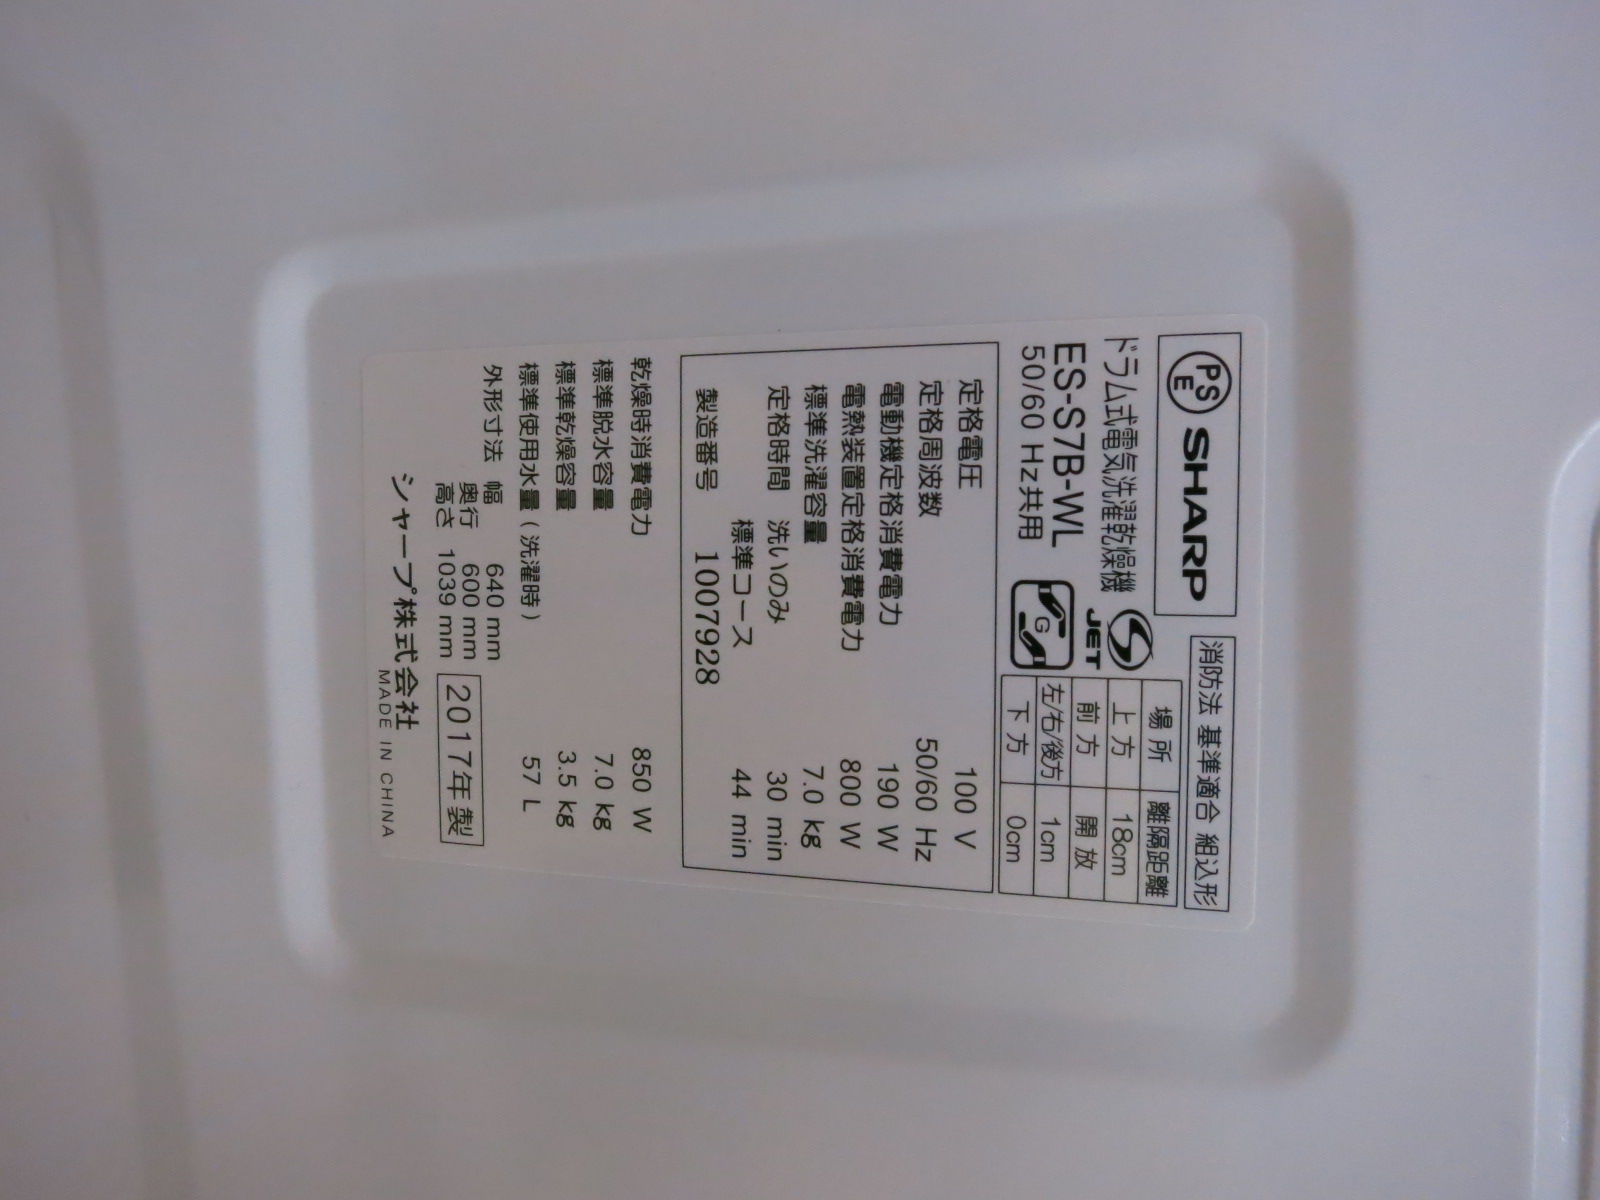 PS
E
SHARP
消防法 基準適合 組込形
ドラム式電気洗濯乾燥機
ES-S7B-WL
50/60 Hz共用
JET
G
場所 離隔距離
上方 18cm
前方 開放
左/右/後方 1cm
下方 0cm
定格電圧 100 V
定格周波数 50/60 Hz
電動機定格消費電力 190 W
電熱装置定格消費電力 800 W
標準洗濯容量 7.0 kg
定格時間 洗いのみ 30 min
標準コース 44 min
製造番号 1007928
乾燥時消費電力 850 W
標準脱水容量 7.0 kg
標準乾燥容量 3.5 kg
標準使用水量(洗濯時) 57 L
外形寸法 幅 640 mm
奥行 600 mm
高さ 1039 mm
2017年製
シャープ株式会社
MADE IN CHINA